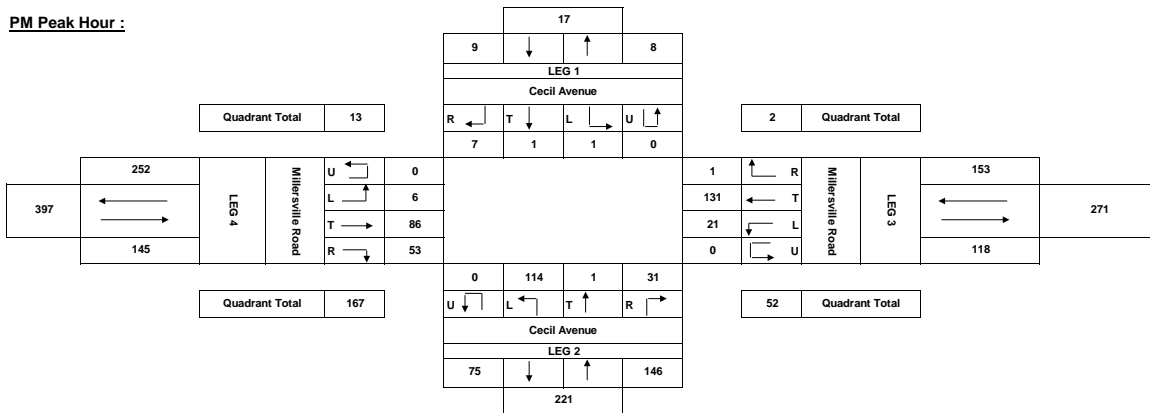 PM Peak Hour :
17
9 8
LEG 1
Cecil Avenue
Quadrant Total 13
R T L U
2 Quadrant Total
7 1 1 0
252
U 0
1 R
153
397
LEG 4
Millersville Road
L 6
131 T
Millersville Road
LEG 3
271
T 86
21 L
145
R 53
0 U
118
0 114 1 31
Quadrant Total 167
U L T R
52 Quadrant Total
Cecil Avenue
LEG 2
75 146
221